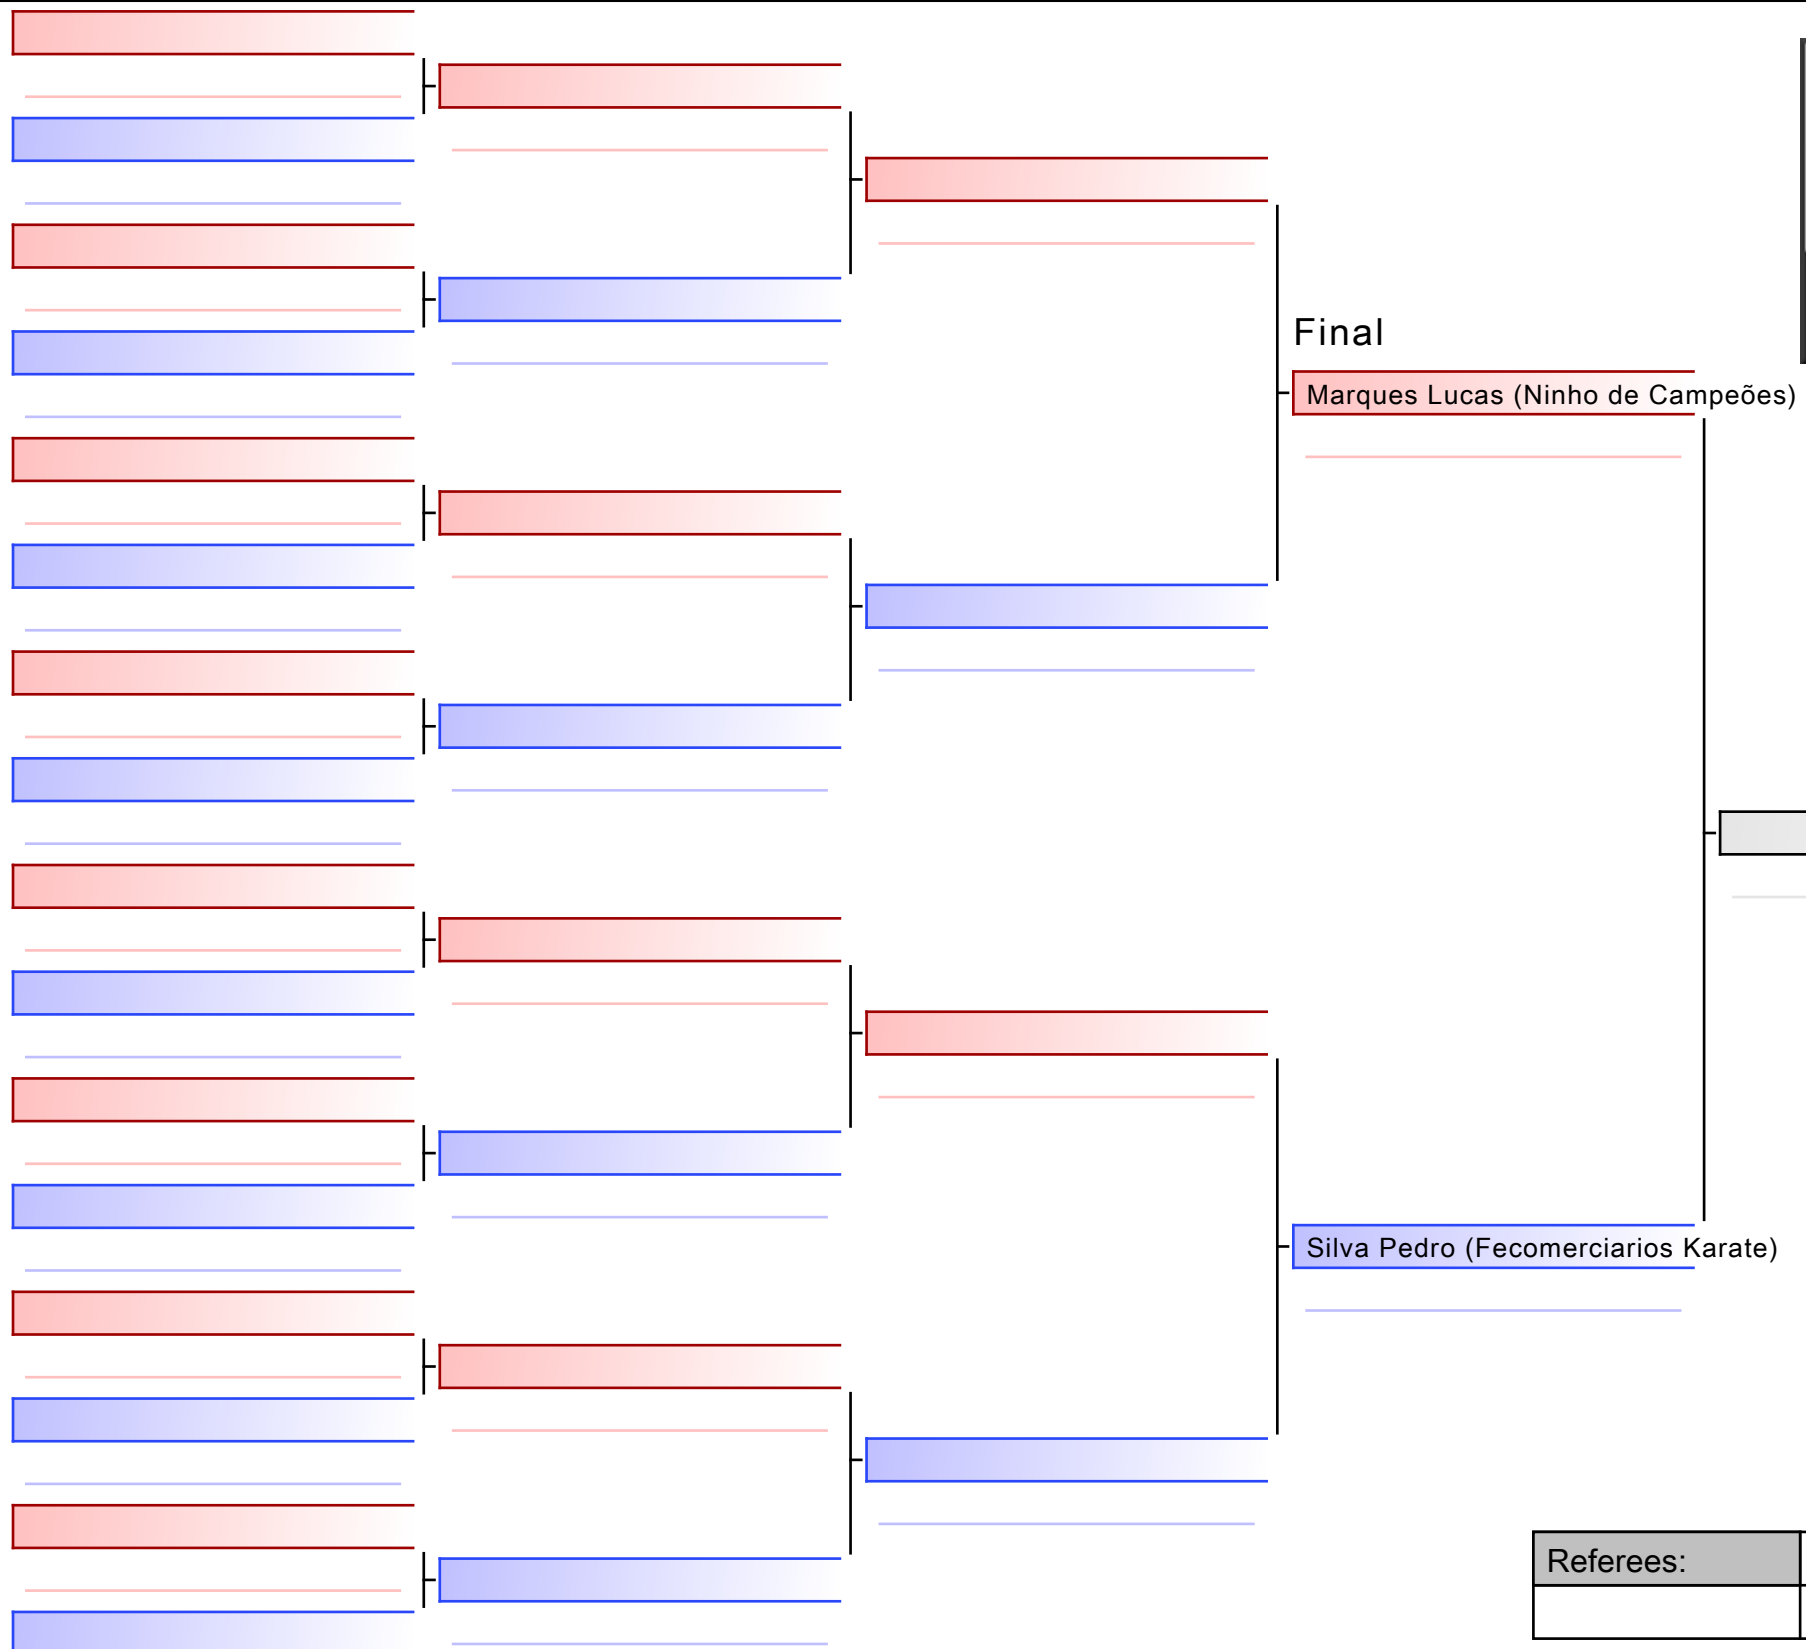 Final
Marques Lucas (Ninho de Campeões)
Silva Pedro (Fecomerciarios Karate)
Referees: